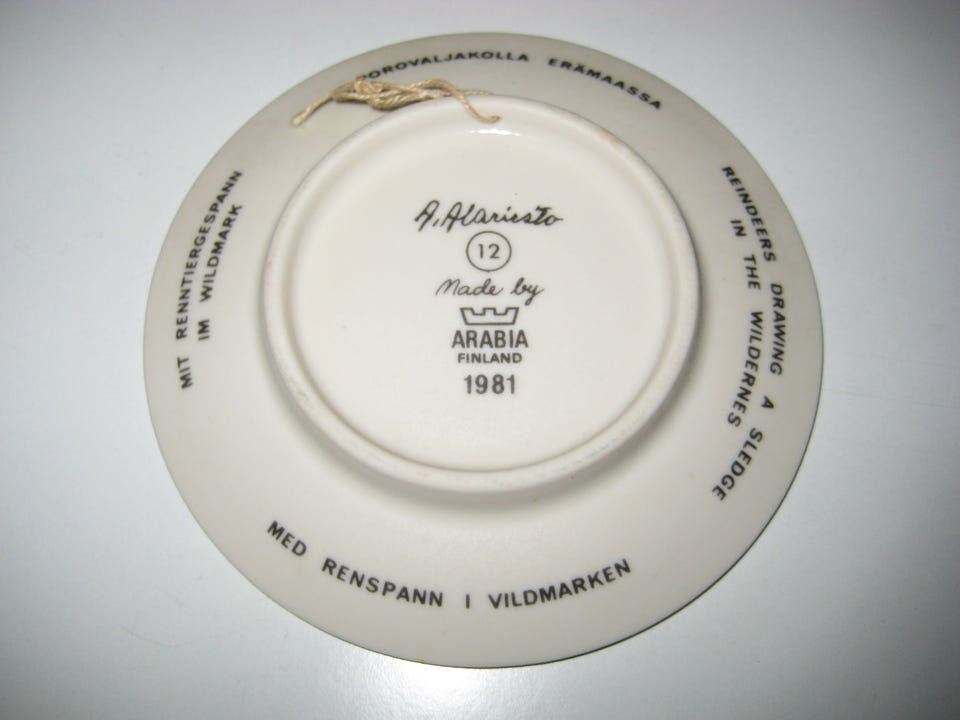 POROVALJAKOLLA ERÄMAASSA
REINDEERS DRAWING A SLEDGE
IN THE WILDERNES
MED RENSPANN I VILDMARKEN
MIT RENNTIERGESPANN
IM WILDMARK
A. Alariesto
12
Made by
ARABIA
FINLAND
1981